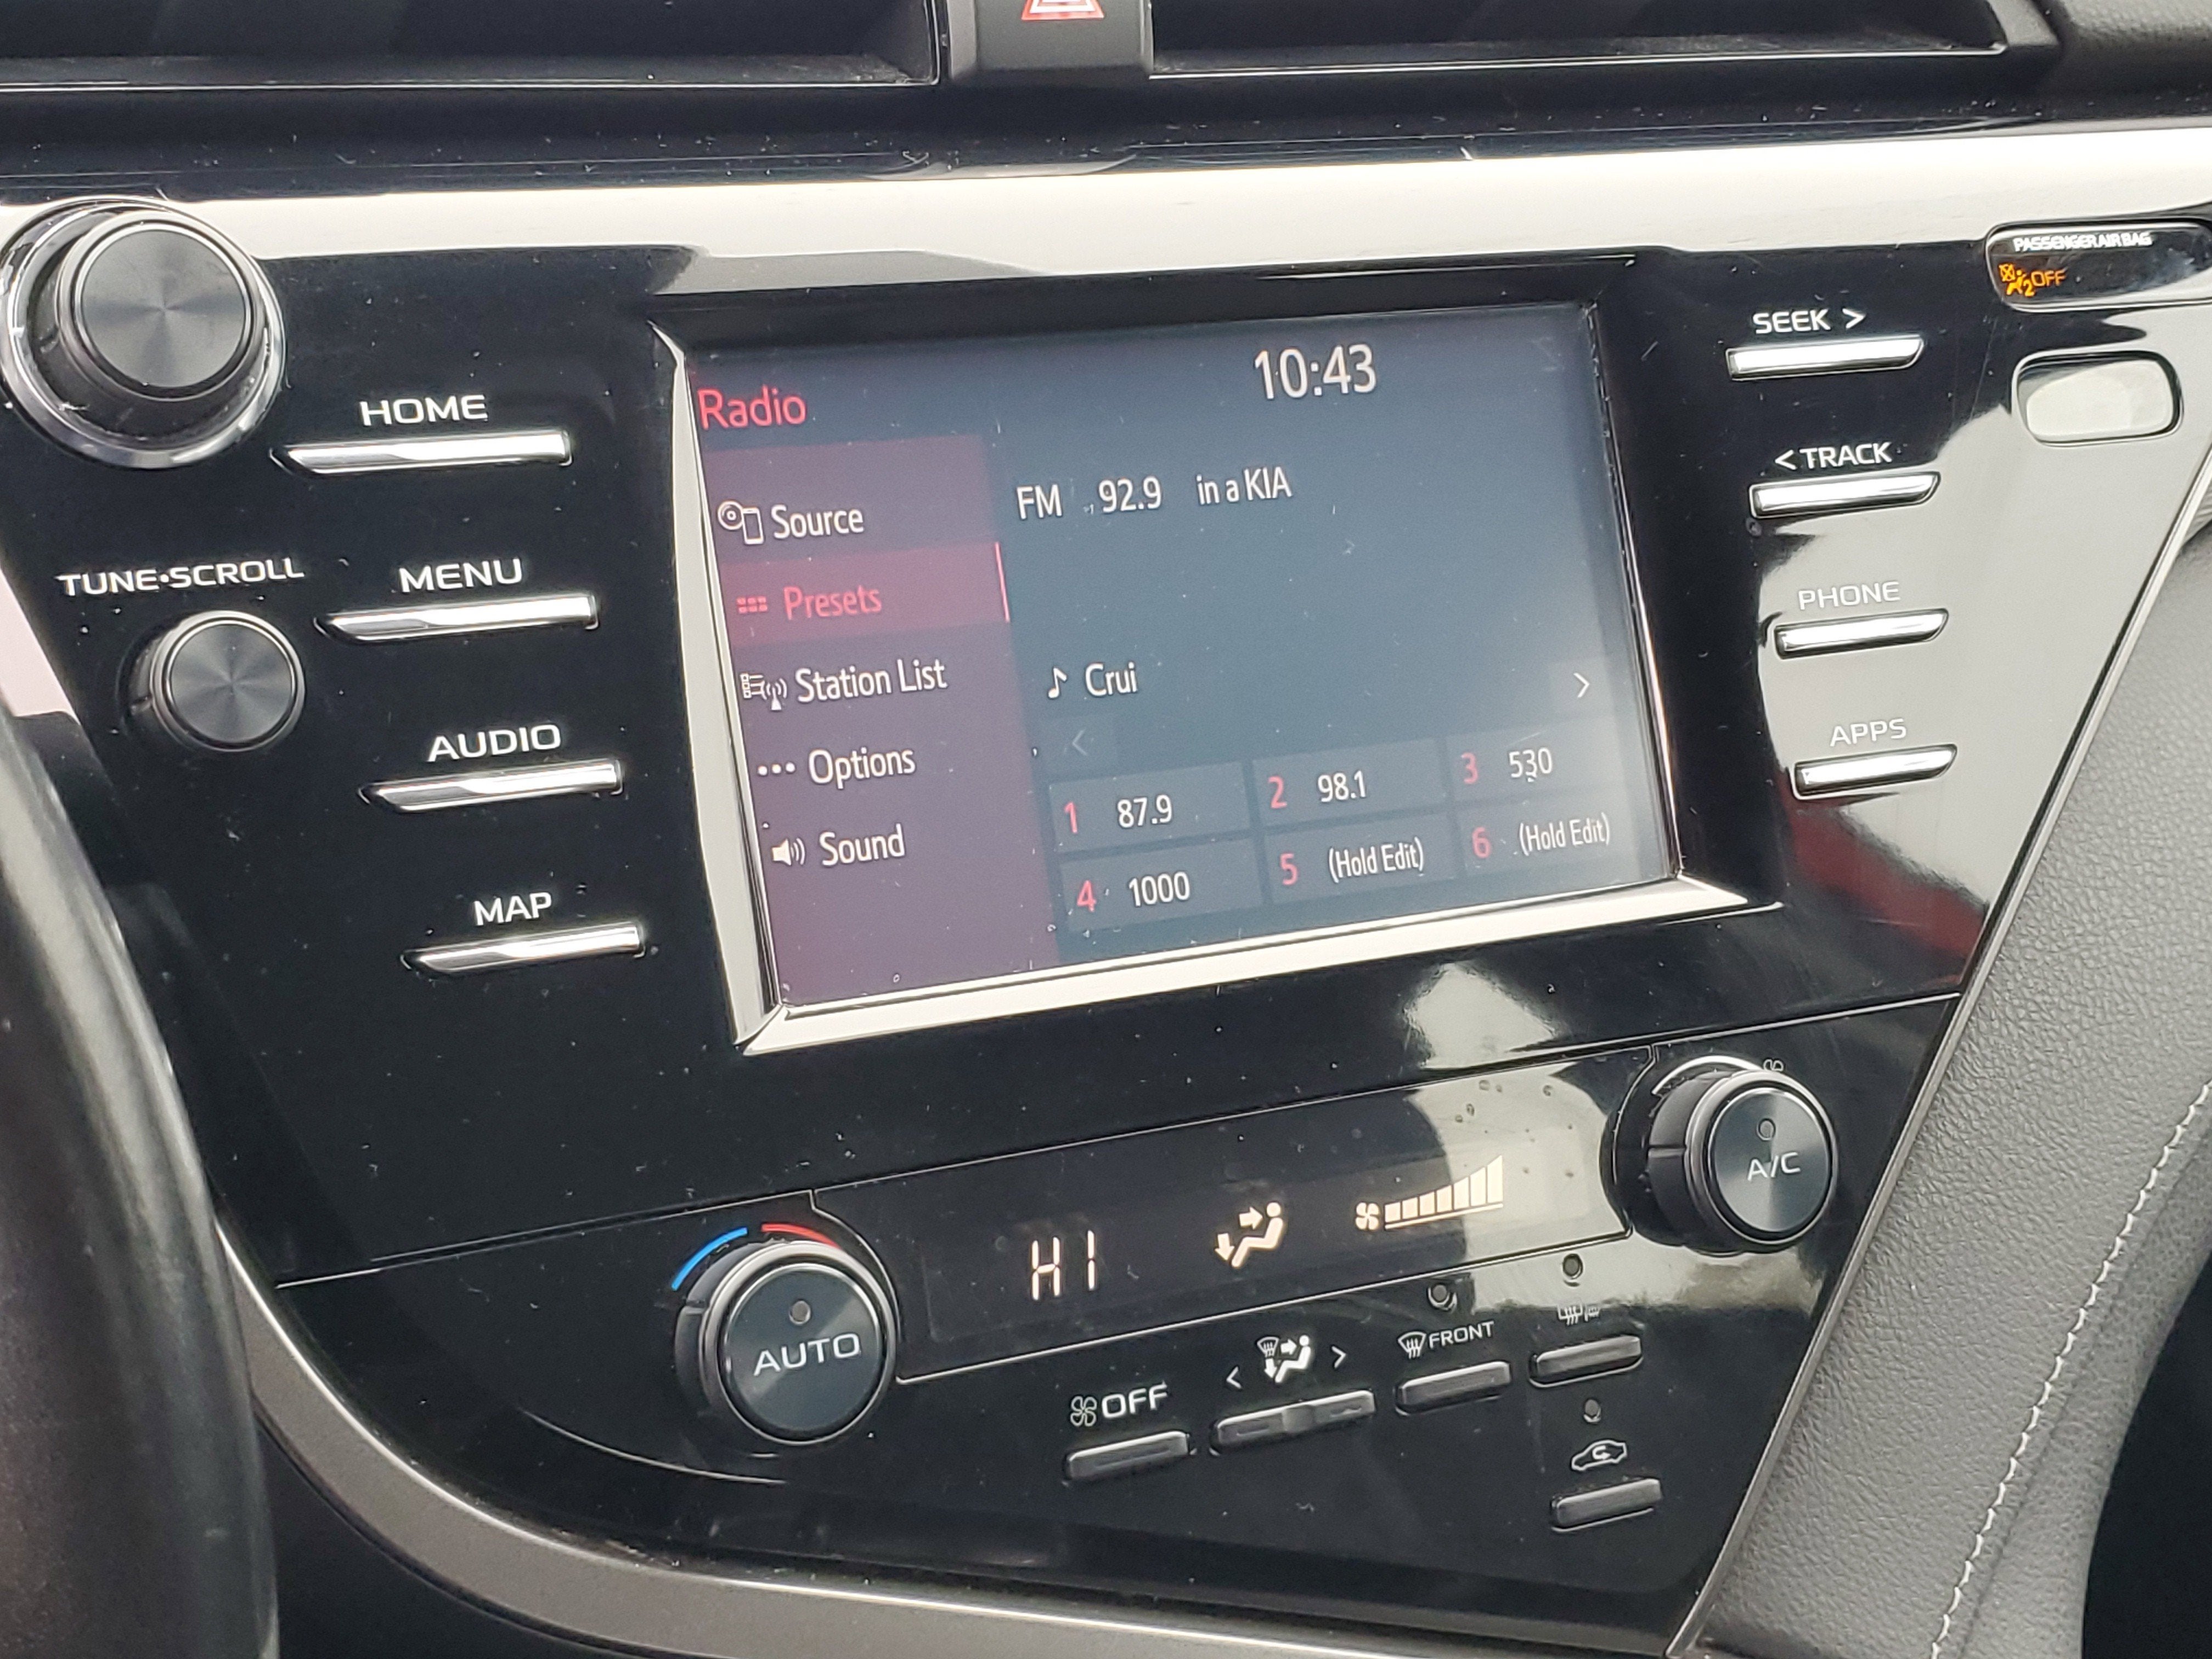 PASSENGER AIR BAG
2 OFF
SEEK >
< TRACK
PHONE
APPS
HOME
TUNE•SCROLL
MENU
AUDIO
MAP
10:43
Radio
Source
Presets
Station List
Options
Sound
FM 92.9 in a KIA
Crui
1 87.9
2 98.1
3 530
4 1000
5 (Hold Edit)
6 (Hold Edit)
A/C
HI
AUTO
OFF
FRONT